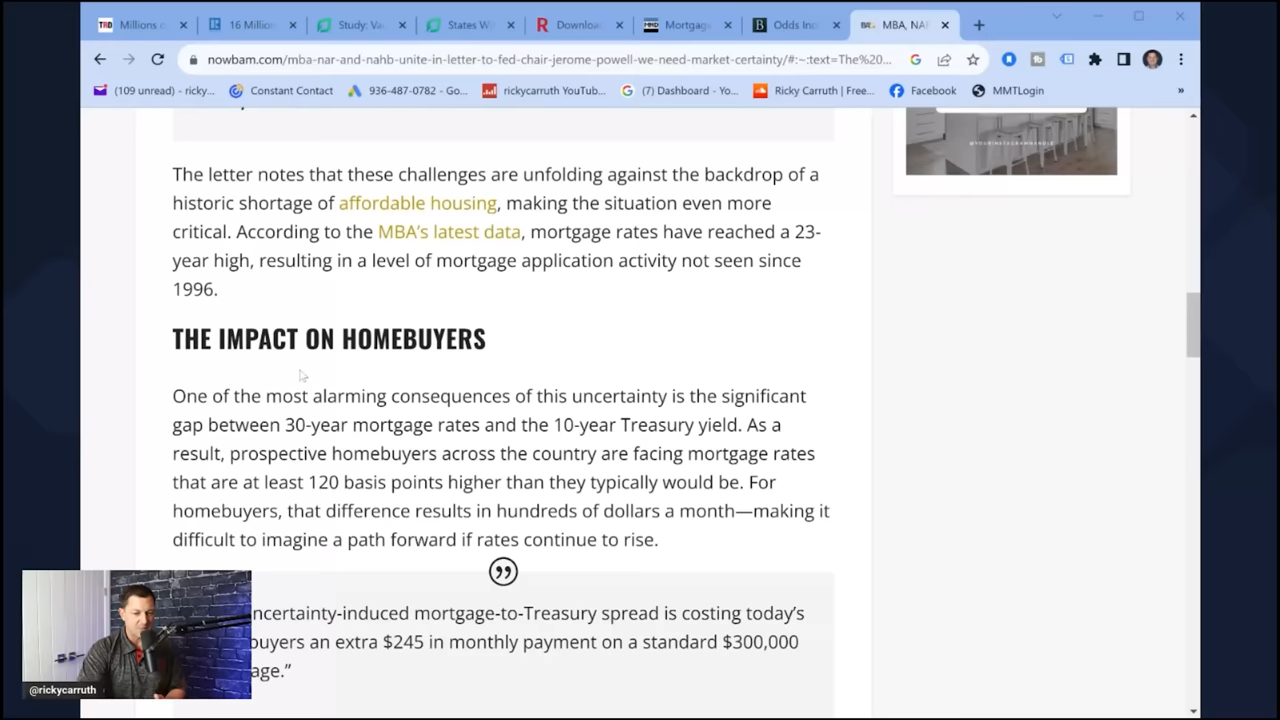 Millions o
16 Million
Study: Va
States W
Download
Mortgag
Odds Inc
MBA, NAR
nowbam.com/mba-nar-and-nahb-unite-in-letter-to-fed-chair-jerome-powell-we-need-market-certainty/#:~:text=The%20...
(109 unread) - ricky...
Constant Contact
936-487-0782 - Go...
rickycarruth YouTub...
(7) Dashboard - Yo...
Ricky Carruth | Free...
Facebook
MMTLogin
»
@YOURINSTAGRAMHANDLE
The letter notes that these challenges are unfolding against the backdrop of a
historic shortage of affordable housing, making the situation even more
critical. According to the MBA's latest data, mortgage rates have reached a 23-
year high, resulting in a level of mortgage application activity not seen since
1996.
THE IMPACT ON HOMEBUYERS
One of the most alarming consequences of this uncertainty is the significant
gap between 30-year mortgage rates and the 10-year Treasury yield. As a
result, prospective homebuyers across the country are facing mortgage rates
that are at least 120 basis points higher than they typically would be. For
homebuyers, that difference results in hundreds of dollars a month—making it
difficult to imagine a path forward if rates continue to rise.
ncertainty-induced mortgage-to-Treasury spread is costing today's
buyers an extra $245 in monthly payment on a standard $300,000
age."
@rickycarruth